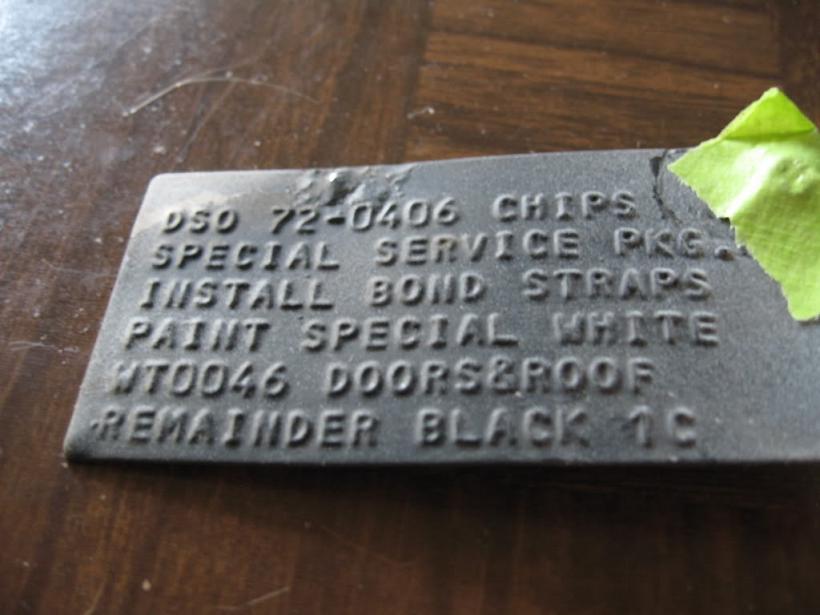 DSO 72-0406 CHIPS
SPECIAL SERVICE PKG.
INSTALL BOND STRAPS
PAINT SPECIAL WHITE
WT0046 DOORS&ROOF
REMAINDER BLACK 1C